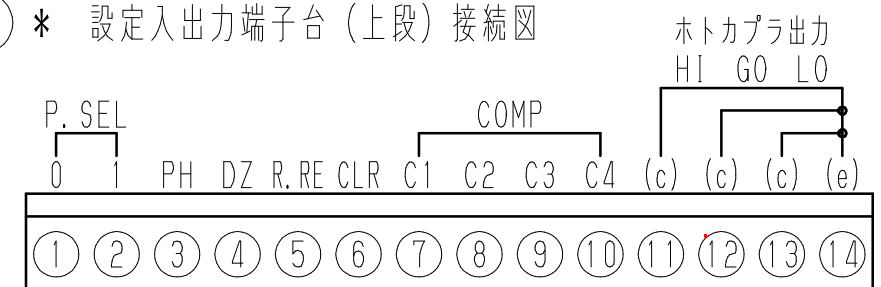 * 設定入出力端子台(上段)接続図
ホトカプラ出力
HI GO LO
P.SEL COMP
0 1 PH DZ R.RE CLR C1 C2 C3 C4 (c) (c) (c) (e)
1 2 3 4 5 6 7 8 9 10 11 12 13 14